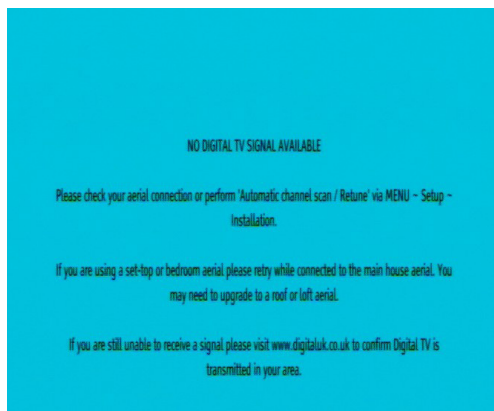 NO DIGITAL TV SIGNAL AVAILABLE
Please check your aerial connection or perform 'Automatic channel scan / Retune' via MENU ~ Setup ~
Installation.
If you are using a set-top or bedroom aerial please retry while connected to the main house aerial. You
may need to upgrade to a roof or loft aerial.
If you are still unable to receive a signal please visit www.digitaluk.co.uk to confirm Digital TV is
transmitted in your area.